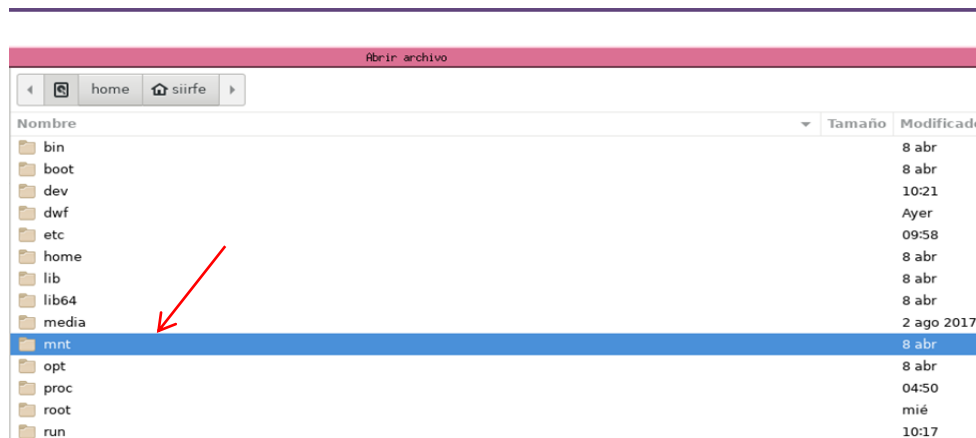 Abrir archivo
home siirfe
Nombre Tamaño Modificado
bin 8 abr
boot 8 abr
dev 10:21
dwf Ayer
etc 09:58
home 8 abr
lib 8 abr
lib64 8 abr
media 2 ago 2017
mnt 8 abr
opt 8 abr
proc 04:50
root mié
run 10:17